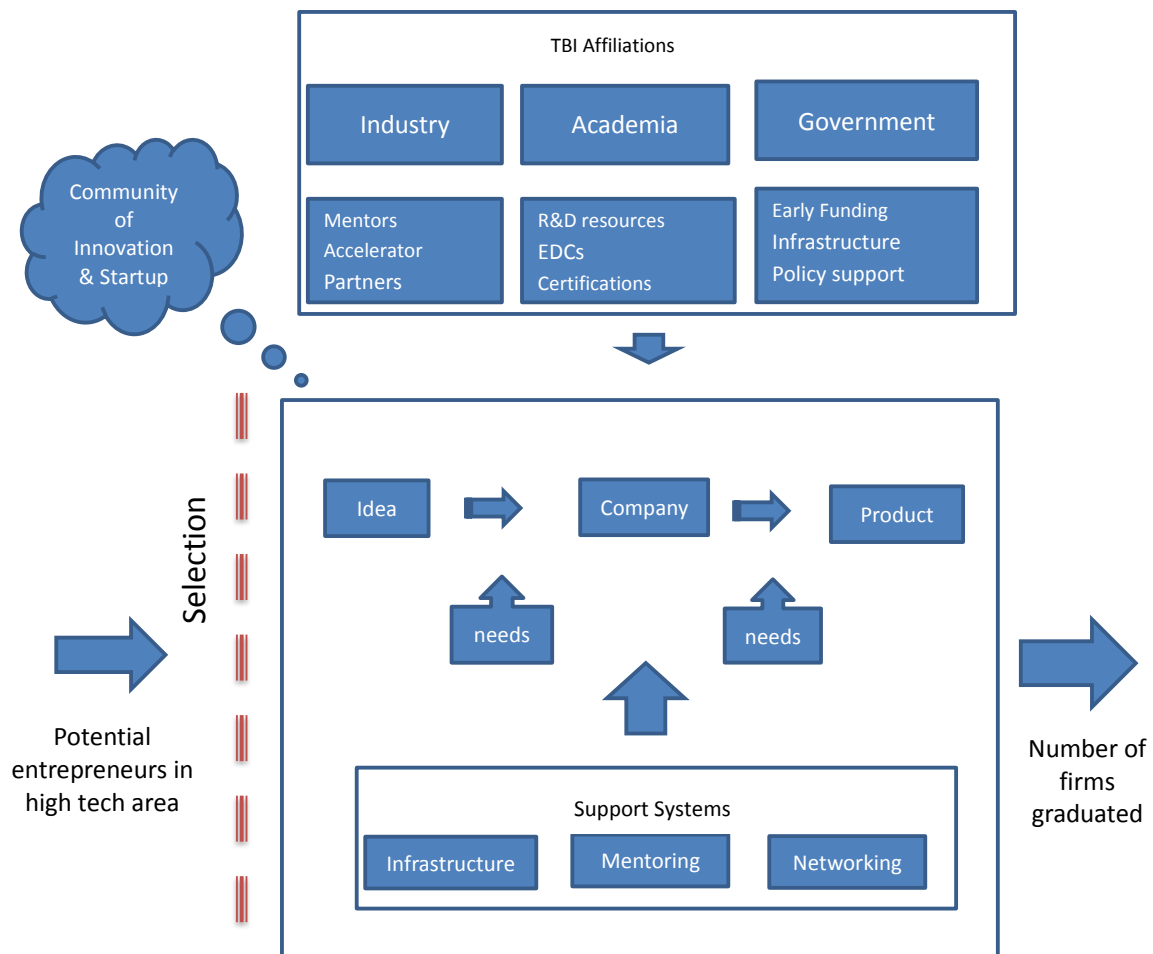 TBI Affiliations
Industry
Academia
Government
Mentors
Accelerator
Partners
R&D resources
EDCs
Certifications
Early Funding
Infrastructure
Policy support
Community
of
Innovation
& Startup
Selection
Idea
Company
Product
needs
needs
Potential
entrepreneurs in
high tech area
Number of
firms
graduated
Support Systems
Infrastructure
Mentoring
Networking